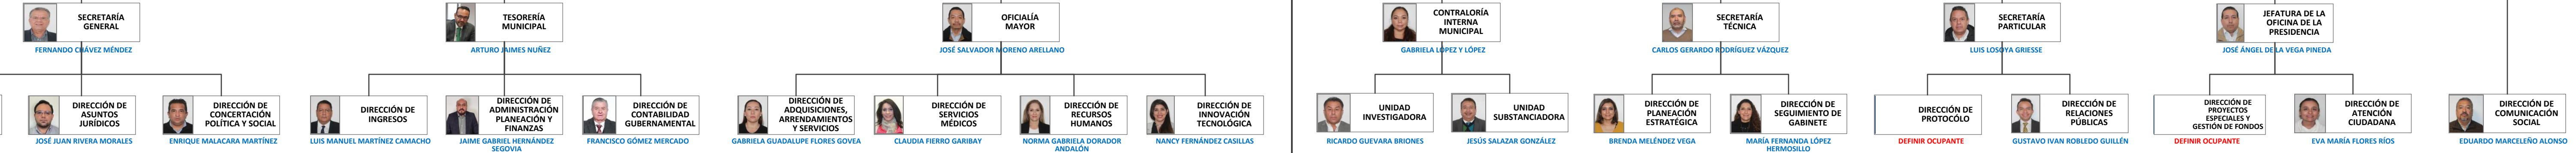 SECRETARÍA
GENERAL
FERNANDO CHÁVEZ MÉNDEZ
TESORERÍA
MUNICIPAL
ARTURO JAIMES NUÑEZ
OFICIALÍA
MAYOR
JOSÉ SALVADOR MORENO ARELLANO
CONTRALORÍA
INTERNA
MUNICIPAL
GABRIELA LÓPEZ Y LÓPEZ
SECRETARÍA
TÉCNICA
CARLOS GERARDO RODRÍGUEZ VÁZQUEZ
SECRETARÍA
PARTICULAR
LUIS LOSOYA GRIESSE
JEFATURA DE LA
OFICINA DE LA
PRESIDENCIA
JOSÉ ÁNGEL DE LA VEGA PINEDA
DIRECCIÓN DE
ASUNTOS
JURÍDICOS
JOSÉ JUAN RIVERA MORALES
DIRECCIÓN DE
CONCERTACIÓN
POLÍTICA Y SOCIAL
ENRIQUE MALACARA MARTÍNEZ
DIRECCIÓN DE
INGRESOS
LUIS MANUEL MARTÍNEZ CAMACHO
DIRECCIÓN DE
ADMINISTRACIÓN
PLANEACIÓN Y
FINANZAS
JAIME GABRIEL HERNÁNDEZ
SEGOVIA
DIRECCIÓN DE
CONTABILIDAD
GUBERNAMENTAL
FRANCISCO GÓMEZ MERCADO
DIRECCIÓN DE
ADQUISICIONES,
ARRENDAMIENTOS
Y SERVICIOS
GABRIELA GUADALUPE FLORES GOVEA
DIRECCIÓN DE
SERVICIOS
MÉDICOS
CLAUDIA FIERRO GARIBAY
DIRECCIÓN DE
RECURSOS
HUMANOS
NORMA GABRIELA DORADOR
ANDALÓN
DIRECCIÓN DE
INNOVACIÓN
TECNOLÓGICA
NANCY FERNÁNDEZ CASILLAS
UNIDAD
INVESTIGADORA
RICARDO GUEVARA BRIONES
UNIDAD
SUBSTANCIADORA
JESÚS SALAZAR GONZÁLEZ
DIRECCIÓN DE
PLANEACIÓN
ESTRATÉGICA
BRENDA MELÉNDEZ VEGA
DIRECCIÓN DE
SEGUIMIENTO DE
GABINETE
MARÍA FERNANDA LÓPEZ
HERMOSILLO
DIRECCIÓN DE
PROTOCÓLO
DEFINIR OCUPANTE
DIRECCIÓN DE
RELACIONES
PÚBLICAS
GUSTAVO IVAN ROBLEDO GUILLÉN
DIRECCIÓN DE
PROYECTOS
ESPECIALES Y
GESTIÓN DE FONDOS
DEFINIR OCUPANTE
DIRECCIÓN DE
ATENCIÓN
CIUDADANA
EVA MARÍA FLORES RÍOS
DIRECCIÓN DE
COMUNICACIÓN
SOCIAL
EDUARDO MARCELEÑO ALONSO